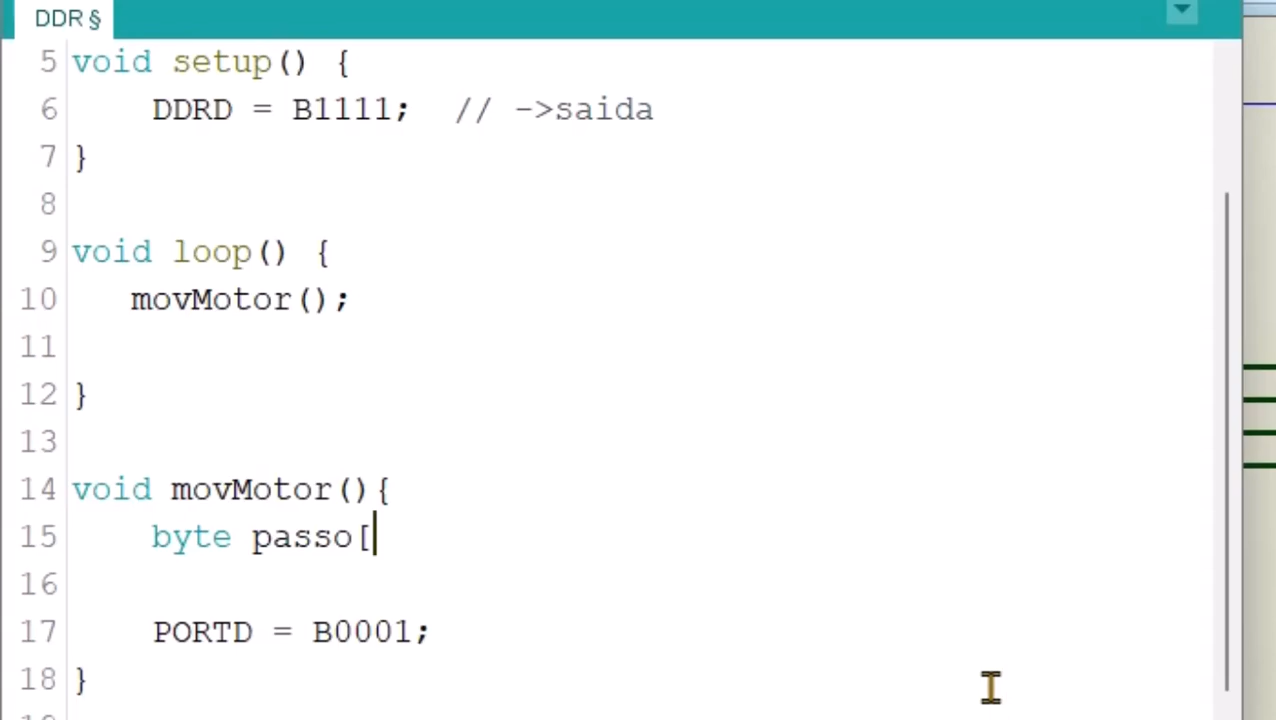 DDR §
5 void setup() {
6 DDRD = B1111; // ->saida
7 }
8
9 void loop() {
10 movMotor();
11
12 }
13
14 void movMotor(){
15 byte passo[
16
17 PORTD = B0001;
18 }